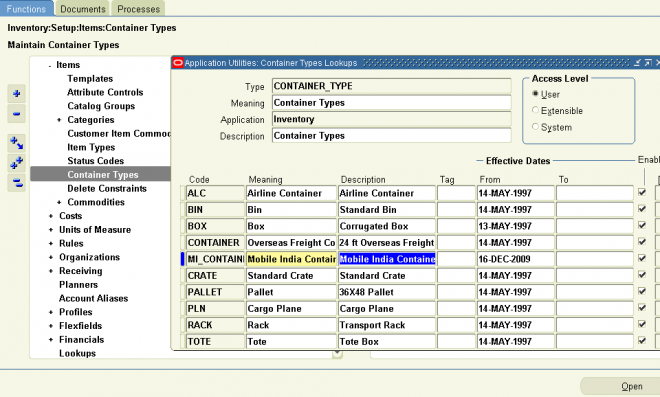 Functions Documents Processes
Inventory:Setup:Items:Container Types
Maintain Container Types
- Items
Templates
Attribute Controls
Catalog Groups
+ Categories
Customer Item Commod
Item Types
Status Codes
Container Types
Delete Constraints
+ Commodities
+ Costs
+ Units of Measure
+ Rules
+ Organizations
+ Receiving
Planners
Account Aliases
+ Profiles
+ Flexfields
+ Financials
Lookups
Application Utilities: Container Types Lookups
Type CONTAINER_TYPE
Meaning Container Types
Application Inventory
Description Container Types
Access Level
User
Extensible
System
Effective Dates Enabl
Code Meaning Description Tag From To
ALC Airline Container Airline Container 14-MAY-1997
BIN Bin Standard Bin 14-MAY-1997
BOX Box Corrugated Box 13-MAY-1997
CONTAINER Overseas Freight Co 24 ft Overseas Freight 14-MAY-1997
MI_CONTAIN Mobile India Contair Mobile India Containe 16-DEC-2009
CRATE Standard Crate Standard Crate 14-MAY-1997
PALLET Pallet 36X48 Pallet 14-MAY-1997
PLN Cargo Plane Cargo Plane 14-MAY-1997
RACK Rack Transport Rack 14-MAY-1997
TOTE Tote Tote Box 14-MAY-1997
Open